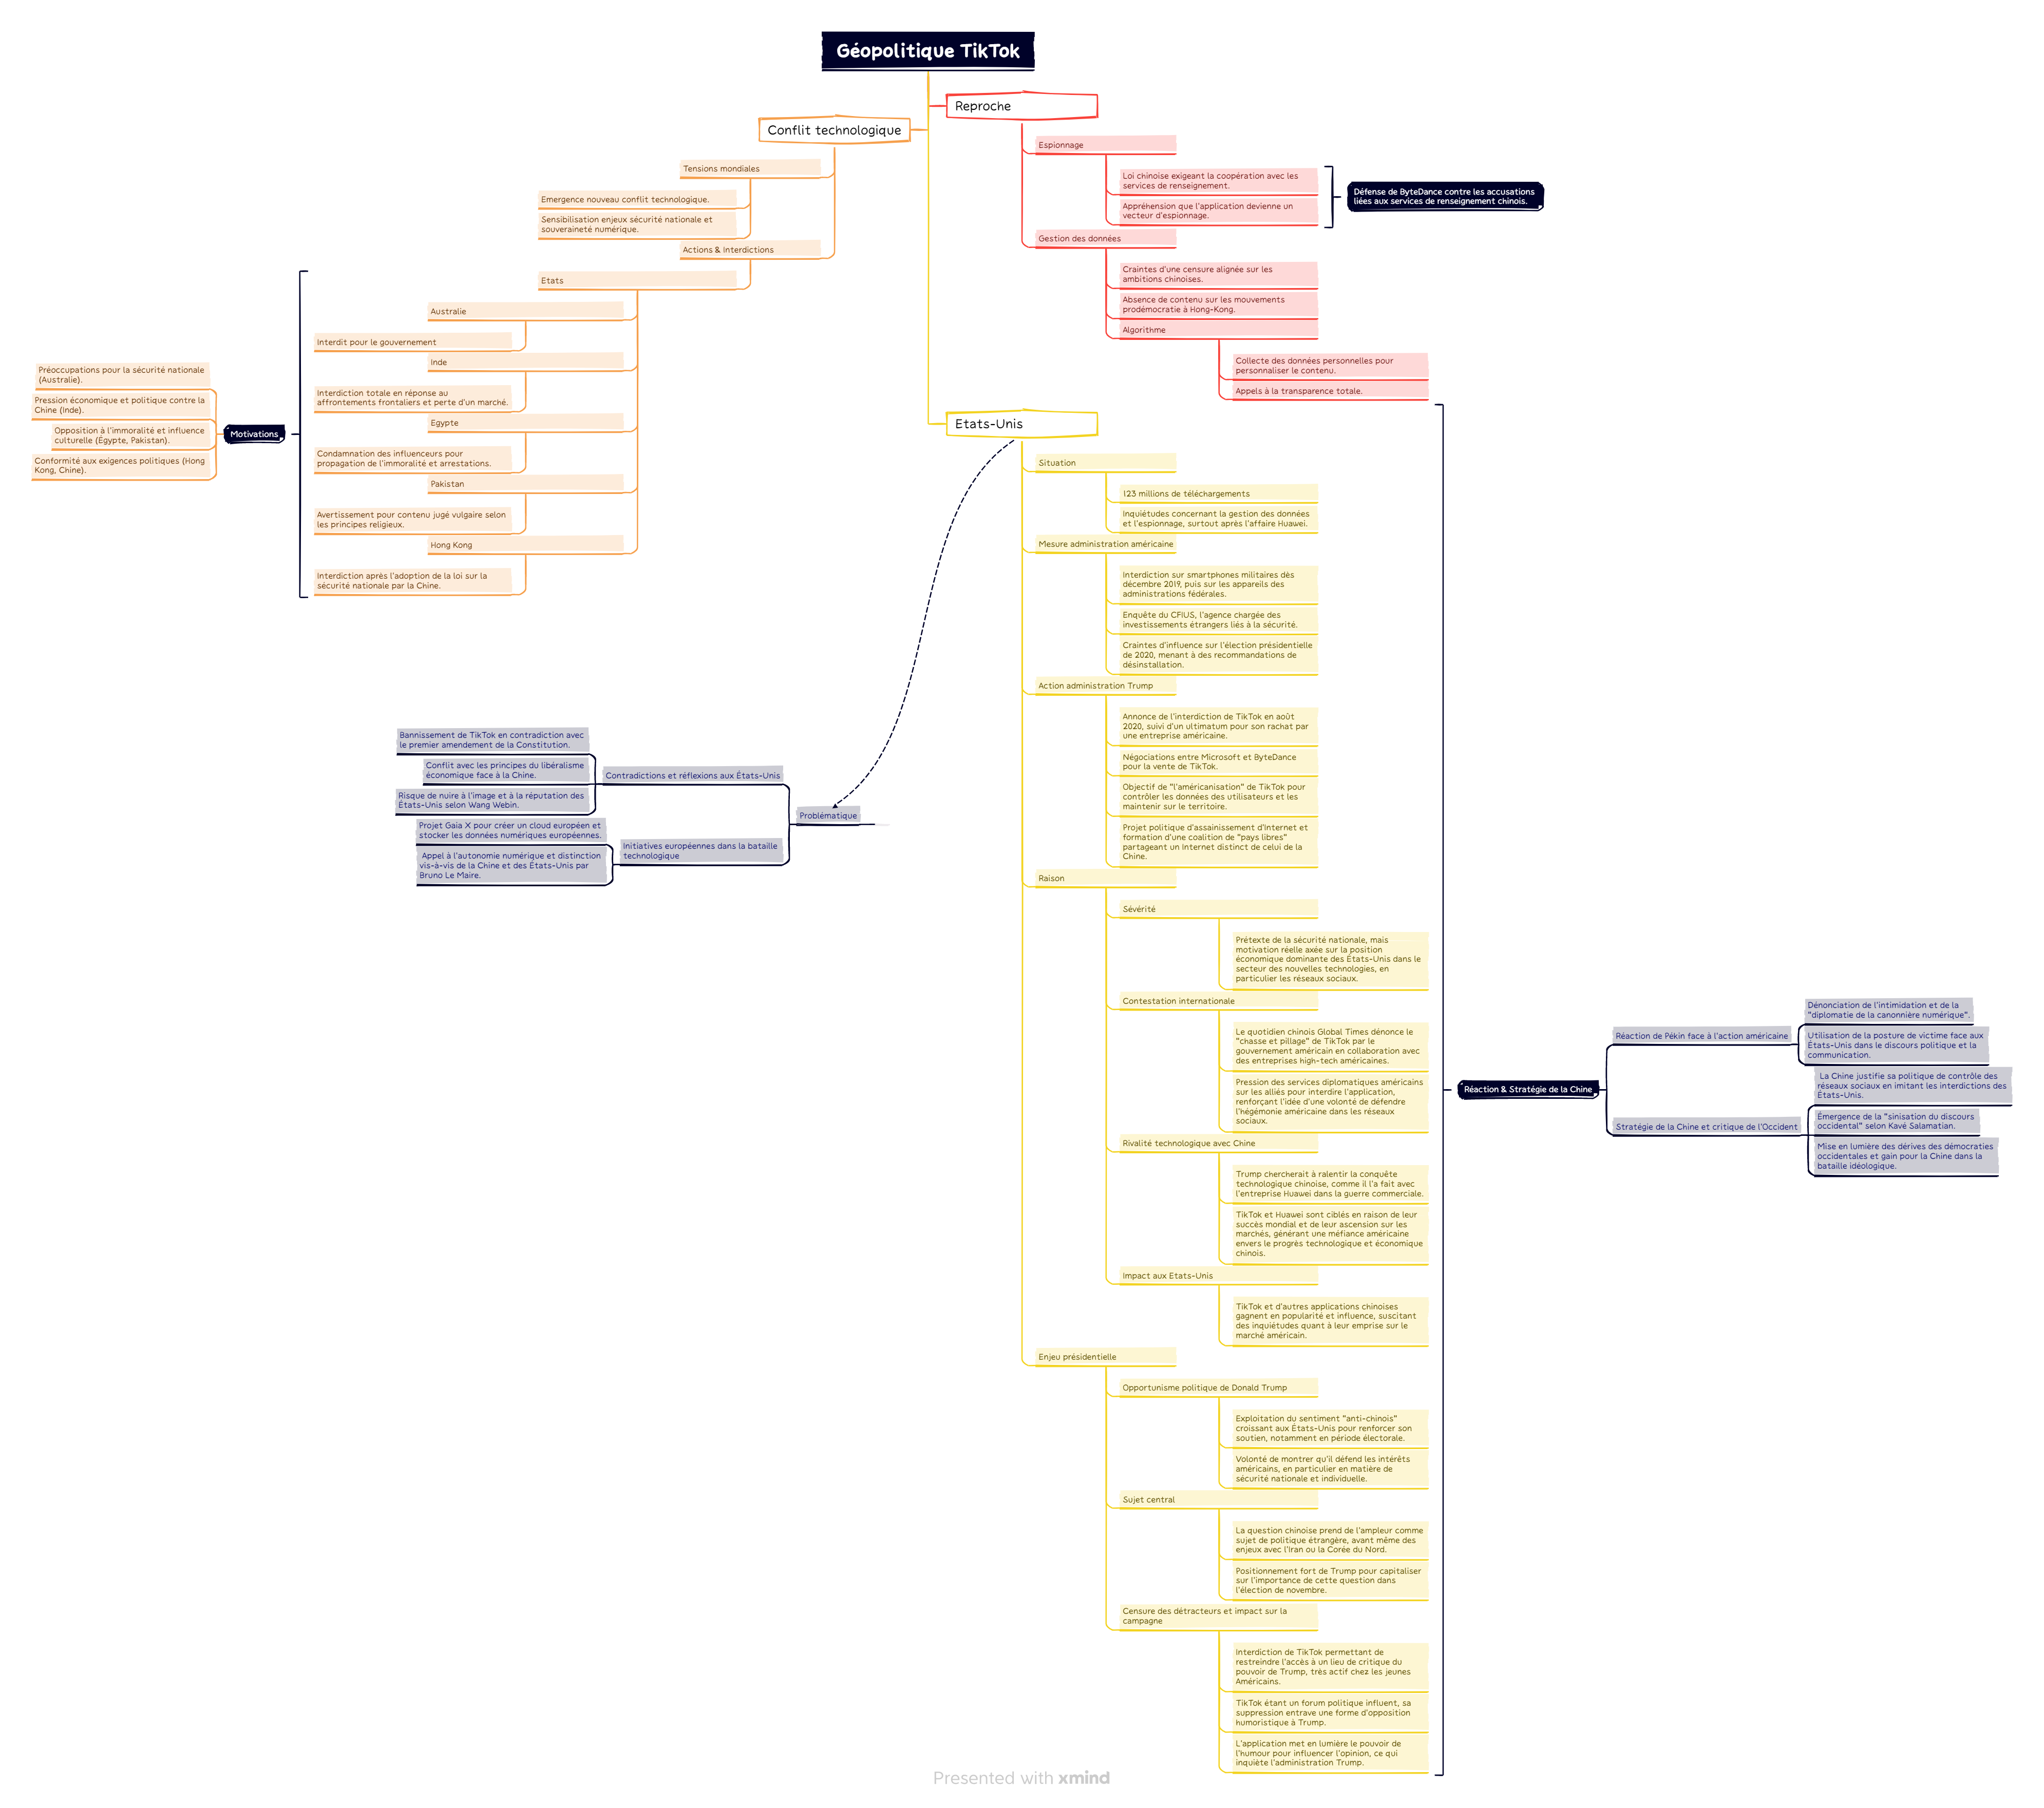 Géopolitique TikTok
Reproche
Espionnage
Loi chinoise exigeant la coopération avec les
services de renseignement.
Appréhension que l'application devienne un
vecteur d'espionnage.
Défense de ByteDance contre les accusations
liées aux services de renseignement chinois.
Gestion des données
Craintes d'une censure alignée sur les
ambitions chinoises.
Absence de contenu sur les mouvements
prodémocratie à Hong-Kong.
Algorithme
Collecte des données personnelles pour
personnaliser le contenu.
Appels à la transparence totale.
Conflit technologique
Tensions mondiales
Emergence nouveau conflit technologique.
Sensibilisation enjeux sécurité nationale et
souveraineté numérique.
Actions & Interdictions
Etats
Australie
Interdit pour le gouvernement
Inde
Interdiction totale en réponse au
affrontements frontaliers et perte d'un marché.
Egypte
Condamnation des influenceurs pour
propagation de l'immoralité et arrestations.
Pakistan
Avertissement pour contenu jugé vulgaire selon
les principes religieux.
Hong Kong
Interdiction après l'adoption de la loi sur la
sécurité nationale par la Chine.
Motivations
Préoccupations pour la sécurité nationale
(Australie).
Pression économique et politique contre la
Chine (Inde).
Opposition à l'immoralité et influence
culturelle (Égypte, Pakistan).
Conformité aux exigences politiques (Hong
Kong, Chine).
Etats-Unis
Situation
123 millions de téléchargements
Inquiétudes concernant la gestion des données
et l'espionnage, surtout après l'affaire Huawei.
Mesure administration américaine
Interdiction sur smartphones militaires dès
décembre 2019, puis sur les appareils des
administrations fédérales.
Enquête du CFIUS, l'agence chargée des
investissements étrangers liés à la sécurité.
Craintes d'influence sur l'élection présidentielle
de 2020, menant à des recommandations de
désinstallation.
Action administration Trump
Annonce de l'interdiction de TikTok en août
2020, suivi d'un ultimatum pour son rachat par
une entreprise américaine.
Négociations entre Microsoft et ByteDance
pour la vente de TikTok.
Objectif de "l'américanisation" de TikTok pour
contrôler les données des utilisateurs et les
maintenir sur le territoire.
Projet politique d'assainissement d'Internet et
formation d'une coalition de "pays libres"
partageant un Internet distinct de celui de la
Chine.
Raison
Sévérité
Prétexte de la sécurité nationale, mais
motivation réelle axée sur la position
économique dominante des États-Unis dans le
secteur des nouvelles technologies, en
particulier les réseaux sociaux.
Contestation internationale
Le quotidien chinois Global Times dénonce le
"chasse et pillage" de TikTok par le
gouvernement américain en collaboration avec
des entreprises high-tech américaines.
Pression des services diplomatiques américains
sur les alliés pour interdire l'application,
renforçant l'idée d'une volonté de défendre
l'hégémonie américaine dans les réseaux
sociaux.
Rivalité technologique avec Chine
Trump chercherait à ralentir la conquête
technologique chinoise, comme il l'a fait avec
l'entreprise Huawei dans la guerre commerciale.
TikTok et Huawei sont ciblés en raison de leur
succès mondial et de leur ascension sur les
marchés, générant une méfiance américaine
envers le progrès technologique et économique
chinois.
Impact aux Etats-Unis
TikTok et d'autres applications chinoises
gagnent en popularité et influence, suscitant
des inquiétudes quant à leur emprise sur le
marché américain.
Enjeu présidentielle
Opportunisme politique de Donald Trump
Exploitation du sentiment "anti-chinois"
croissant aux États-Unis pour renforcer son
soutien, notamment en période électorale.
Volonté de montrer qu'il défend les intérêts
américains, en particulier en matière de
sécurité nationale et individuelle.
Sujet central
La question chinoise prend de l'ampleur comme
sujet de politique étrangère, avant même des
enjeux avec l'Iran ou la Corée du Nord.
Positionnement fort de Trump pour capitaliser
sur l'importance de cette question dans
l'élection de novembre.
Censure des détracteurs et impact sur la
campagne
Interdiction de TikTok permettant de
restreindre l'accès à un lieu de critique du
pouvoir de Trump, très actif chez les jeunes
Américains.
TikTok étant un forum politique influent, sa
suppression entrave une forme d'opposition
humoristique à Trump.
L'application met en lumière le pouvoir de
l'humour pour influencer l'opinion, ce qui
inquiète l'administration Trump.
Problématique
Contradictions et réflexions aux États-Unis
Bannissement de TikTok en contradiction avec
le premier amendement de la Constitution.
Conflit avec les principes du libéralisme
économique face à la Chine.
Risque de nuire à l'image et à la réputation des
États-Unis selon Wang Webin.
Initiatives européennes dans la bataille
technologique
Projet Gaia X pour créer un cloud européen et
stocker les données numériques européennes.
Appel à l'autonomie numérique et distinction
vis-à-vis de la Chine et des États-Unis par
Bruno Le Maire.
Réaction & Stratégie de la Chine
Réaction de Pékin face à l'action américaine
Dénonciation de l'intimidation et de la
"diplomatie de la canonnière numérique".
Utilisation de la posture de victime face aux
États-Unis dans le discours politique et la
communication.
Stratégie de la Chine et critique de l'Occident
La Chine justifie sa politique de contrôle des
réseaux sociaux en imitant les interdictions des
États-Unis.
Émergence de la "sinisation du discours
occidental" selon Kavé Salamatian.
Mise en lumière des dérives des démocraties
occidentales et gain pour la Chine dans la
bataille idéologique.
Presented with xmind